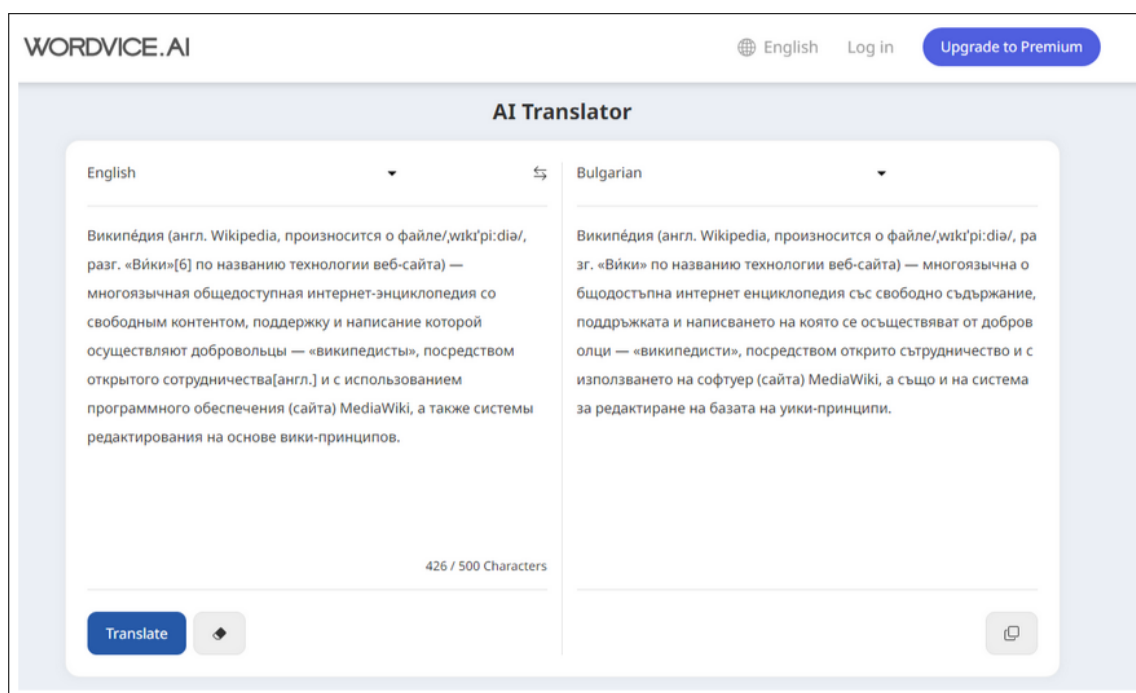 WORDVICE.AI
English
Log in
Upgrade to Premium
AI Translator
English
Bulgarian
Википе́дия (англ. Wikipedia, произносится о файле/ˌwɪkɪˈpiːdiə/,
разг. «Ви́ки»[6] по названию технологии веб-сайта) —
многоязычная общедоступная интернет-энциклопедия со
свободным контентом, поддержку и написание которой
осуществляют добровольцы — «википедисты», посредством
открытого сотрудничества[англ.] и с использованием
программного обеспечения (сайта) MediaWiki, а также системы
редактирования на основе вики-принципов.
426 / 500 Characters
Википе́дия (англ. Wikipedia, произносится о файле/ˌwɪkɪˈpiːdiə/, ра
зг. «Ви́ки» по названию технологии веб-сайта) — многоязычна о
бщодостъпна интернет енциклопедия със свободно съдържание,
поддръжката и написването на която се осъществяват от добров
олци — «википедисти», посредством открито сътрудничество и с
използването на софтуер (сайта) MediaWiki, а също и на система
за редактиране на базата на уики-принципи.
Translate